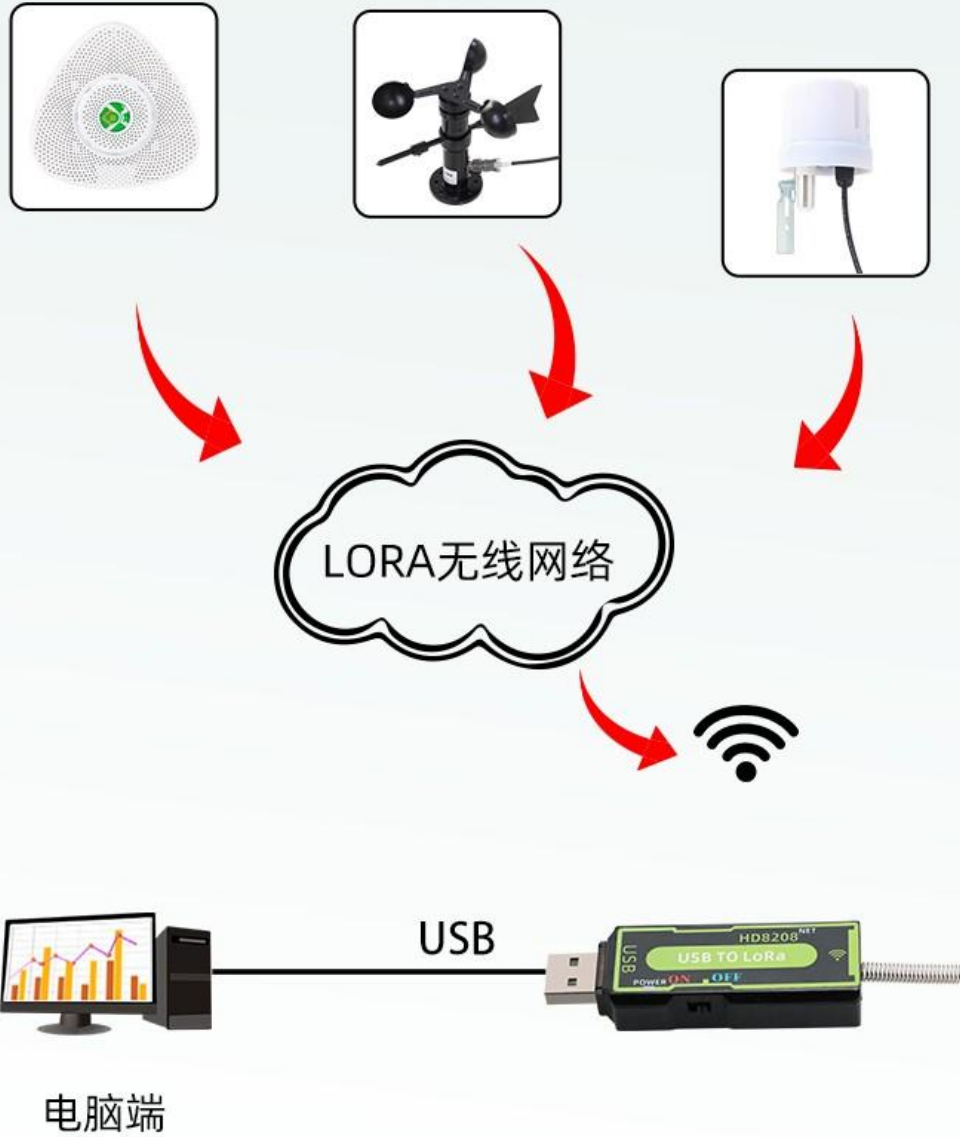 LORA无线网络
USB
HD8208 NET
USB
USB TO LoRa
POWER ON OFF
电脑端